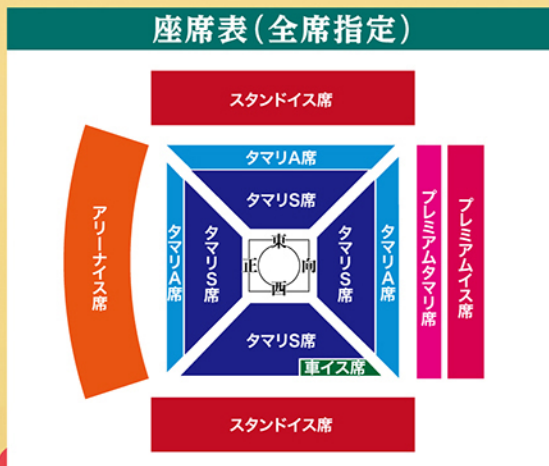 座席表（全席指定）
スタンドイス席
タマリA席
タマリS席
アリーナイス席
タマリA席
タマリS席
東
正
向
西
タマリS席
タマリA席
プレミアムタマリ席
プレミアムイス席
タマリS席
車イス席
スタンドイス席